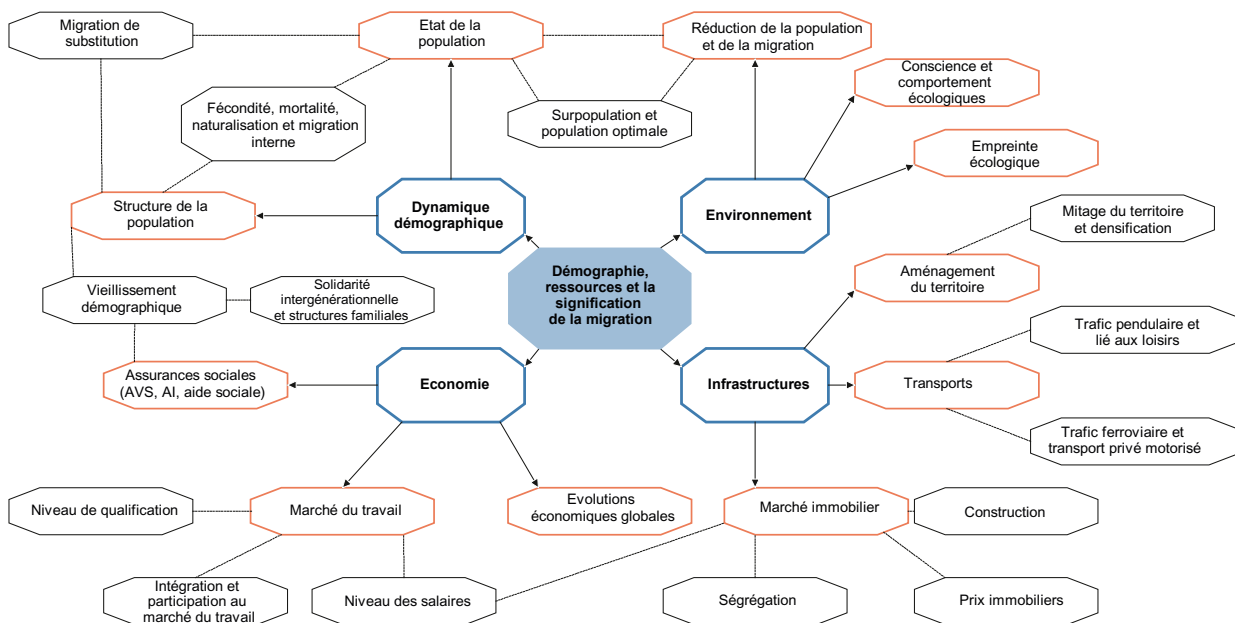 Migration de
substitution
Etat de la
population
Réduction de la population
et de la migration
Conscience et
comportement
écologiques
Fécondité, mortalité,
naturalisation et migration
interne
Surpopulation et
population optimale
Empreinte
écologique
Structure de la
population
Dynamique
démographique
Environnement
Mitage du territoire
et densification
Démographie,
ressources et la
signification
de la migration
Aménagement
du territoire
Vieillissement
démographique
Solidarité
intergénérationnelle
et structures familiales
Trafic pendulaire et
lié aux loisirs
Assurances sociales
(AVS, AI, aide sociale)
Economie
Infrastructures
Transports
Trafic ferroviaire et
transport privé motorisé
Niveau de qualification
Marché du travail
Evolutions
économiques globales
Marché immobilier
Construction
Intégration et
participation au
marché du travail
Niveau des salaires
Ségrégation
Prix immobiliers